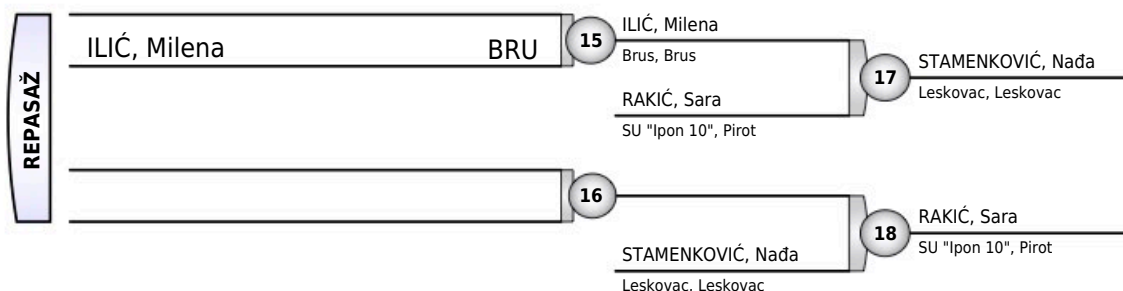 REPASAŽ
ILIĆ, Milena BRU
15
ILIĆ, Milena
Brus, Brus
RAKIĆ, Sara
SU "Ipon 10", Pirot
17
STAMENKOVIĆ, Nađa
Leskovac, Leskovac
16
STAMENKOVIĆ, Nađa
Leskovac, Leskovac
18
RAKIĆ, Sara
SU "Ipon 10", Pirot